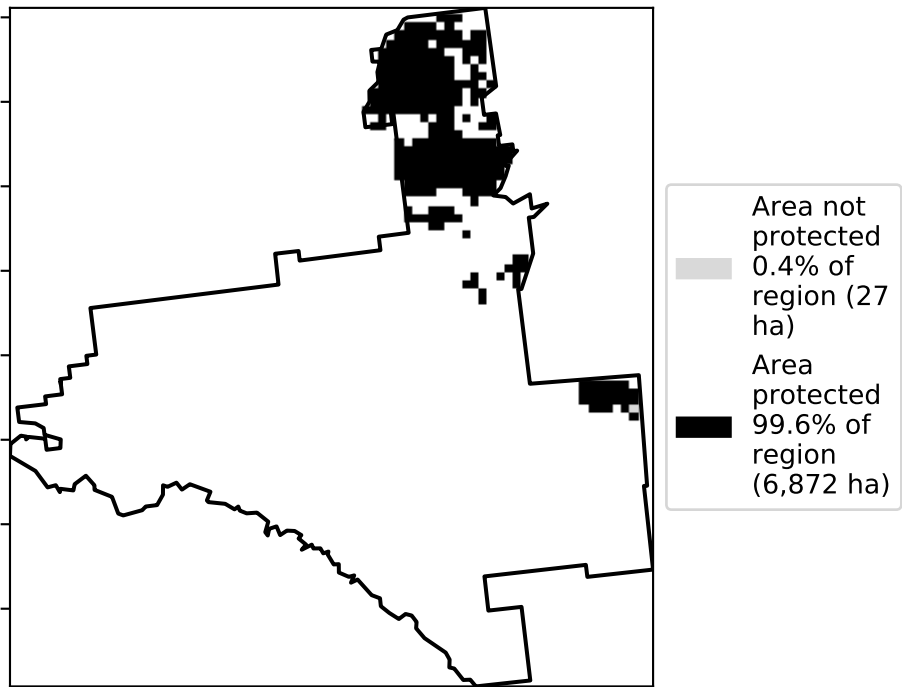 Area not
protected
0.4% of
region (27
ha)
Area
protected
99.6% of
region
(6,872 ha)